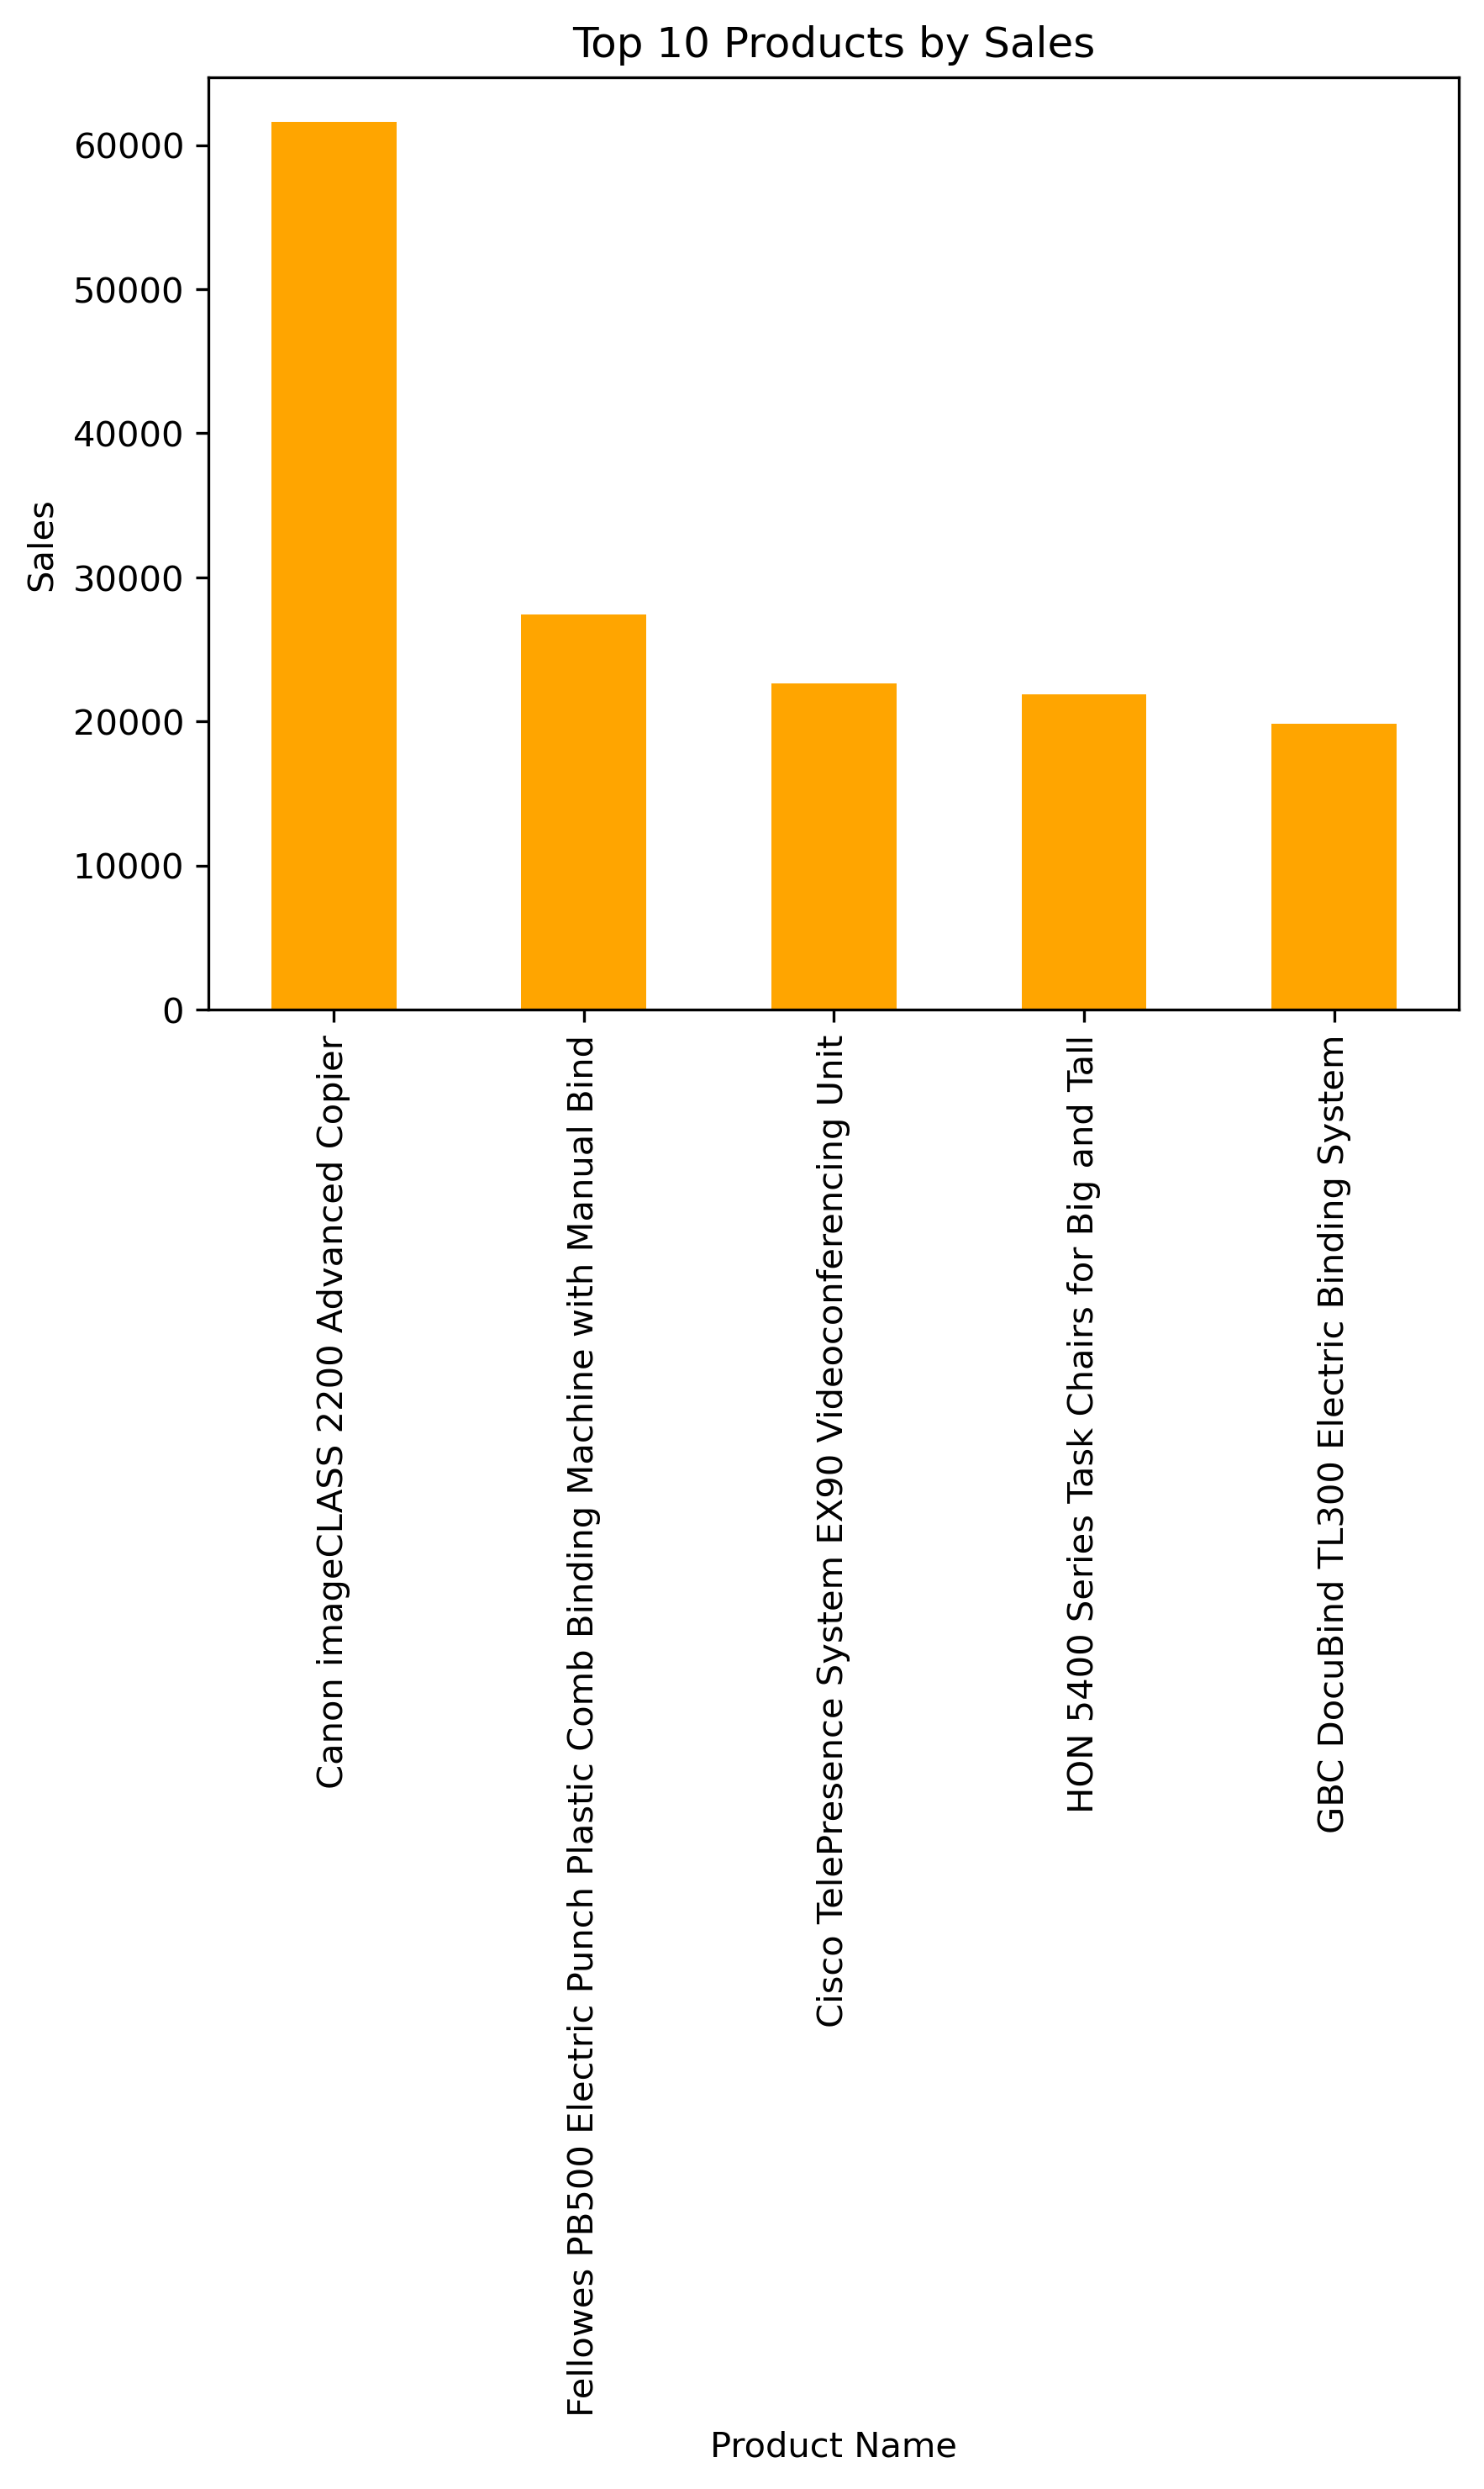 Top 10 Products by Sales
Sales
60000
50000
40000
30000
20000
10000
0
Canon imageCLASS 2200 Advanced Copier
Fellowes PB500 Electric Punch Plastic Comb Binding Machine with Manual Bind
Cisco TelePresence System EX90 Videoconferencing Unit
HON 5400 Series Task Chairs for Big and Tall
GBC DocuBind TL300 Electric Binding System
Product Name